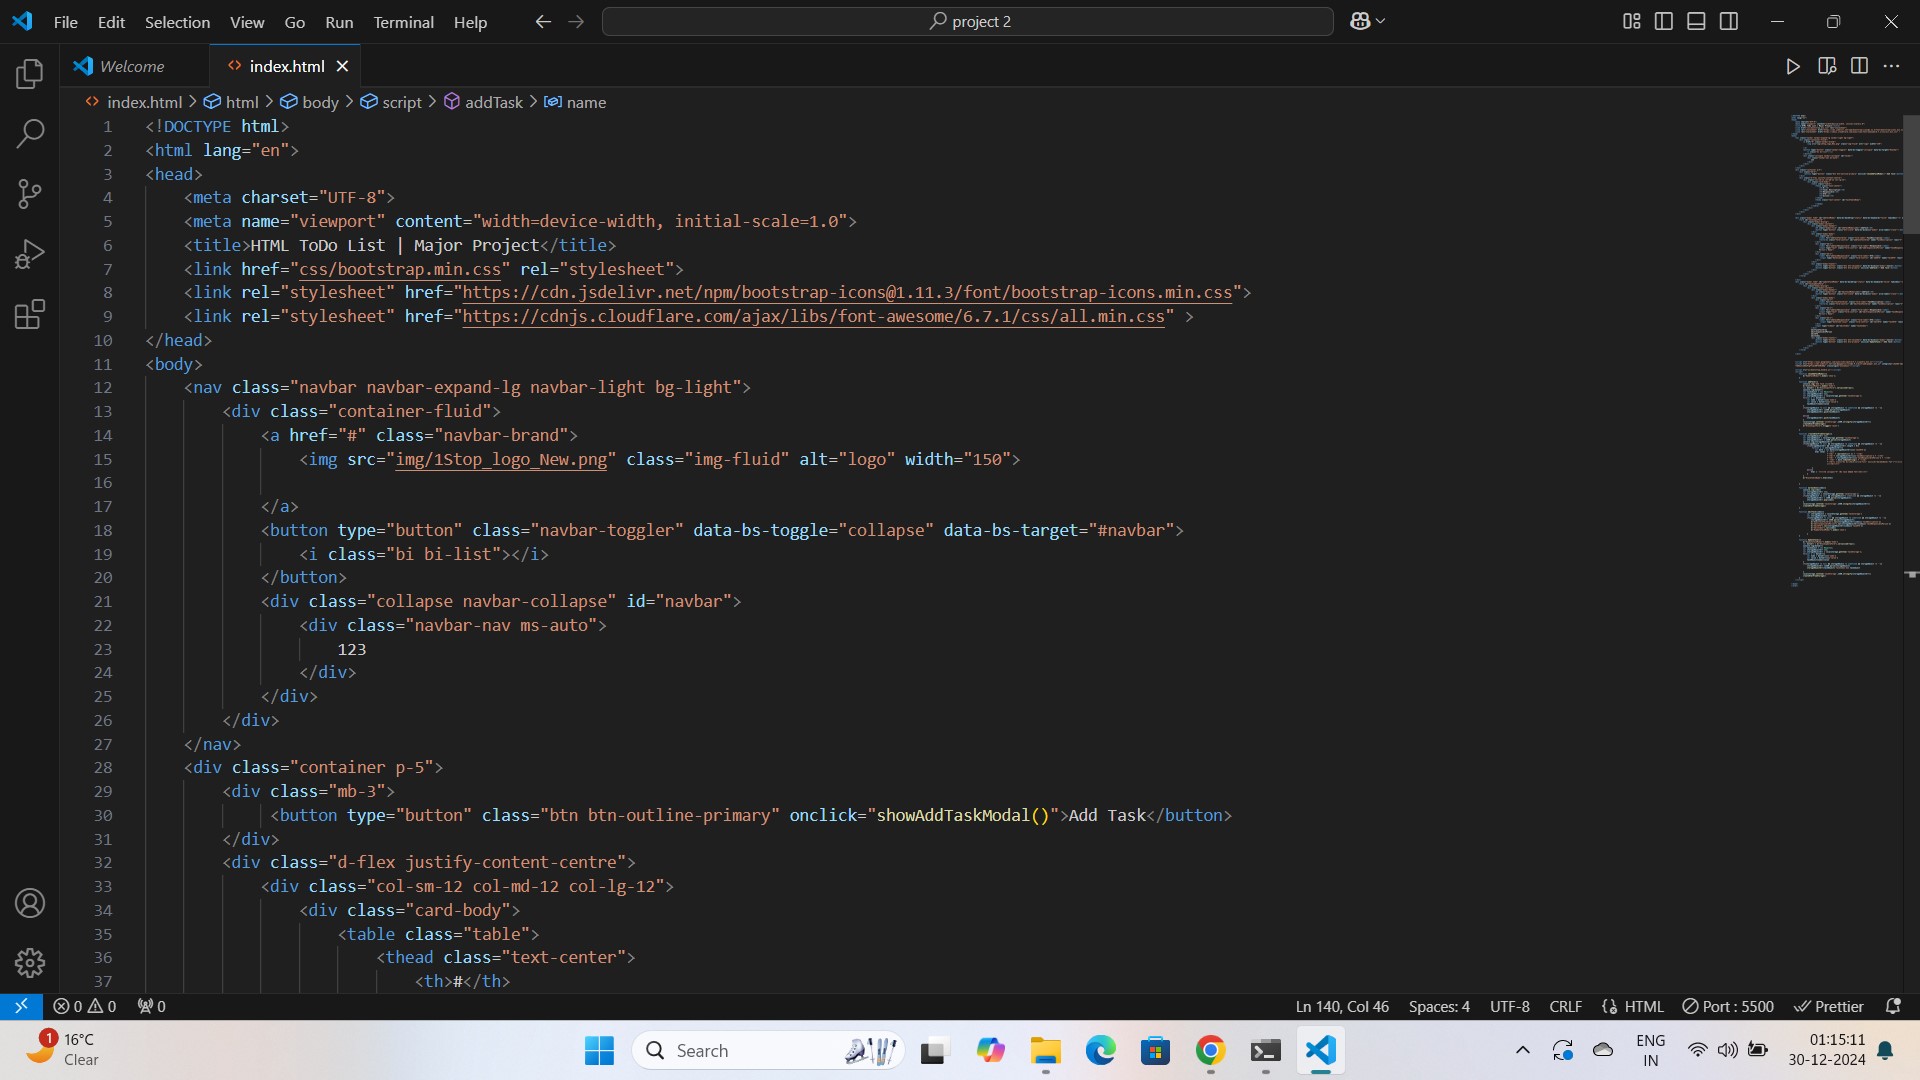 File Edit Selection View Go Run Terminal Help project 2
Welcome index.html
index.html > html > body > script > addTask > name
1 <!DOCTYPE html>
2 <html lang="en">
3 <head>
4 <meta charset="UTF-8">
5 <meta name="viewport" content="width=device-width, initial-scale=1.0">
6 <title>HTML ToDo List | Major Project</title>
7 <link href="css/bootstrap.min.css" rel="stylesheet">
8 <link rel="stylesheet" href="https://cdn.jsdelivr.net/npm/bootstrap-icons@1.11.3/font/bootstrap-icons.min.css">
9 <link rel="stylesheet" href="https://cdnjs.cloudflare.com/ajax/libs/font-awesome/6.7.1/css/all.min.css" >
10 </head>
11 <body>
12 <nav class="navbar navbar-expand-lg navbar-light bg-light">
13 <div class="container-fluid">
14 <a href="#" class="navbar-brand">
15 <img src="img/1Stop_logo_New.png" class="img-fluid" alt="logo" width="150">
16
17 </a>
18 <button type="button" class="navbar-toggler" data-bs-toggle="collapse" data-bs-target="#navbar">
19 <i class="bi bi-list"></i>
20 </button>
21 <div class="collapse navbar-collapse" id="navbar">
22 <div class="navbar-nav ms-auto">
23 123
24 </div>
25 </div>
26 </div>
27 </nav>
28 <div class="container p-5">
29 <div class="mb-3">
30 <button type="button" class="btn btn-outline-primary" onclick="showAddTaskModal()">Add Task</button>
31 </div>
32 <div class="d-flex justify-content-centre">
33 <div class="col-sm-12 col-md-12 col-lg-12">
34 <div class="card-body">
35 <table class="table">
36 <thead class="text-center">
37 <th>#</th>
0 0 0 Ln 140, Col 46 Spaces: 4 UTF-8 CRLF HTML Port : 5500 Prettier
1 16°C Search ENG 01:15:11
Clear IN 30-12-2024